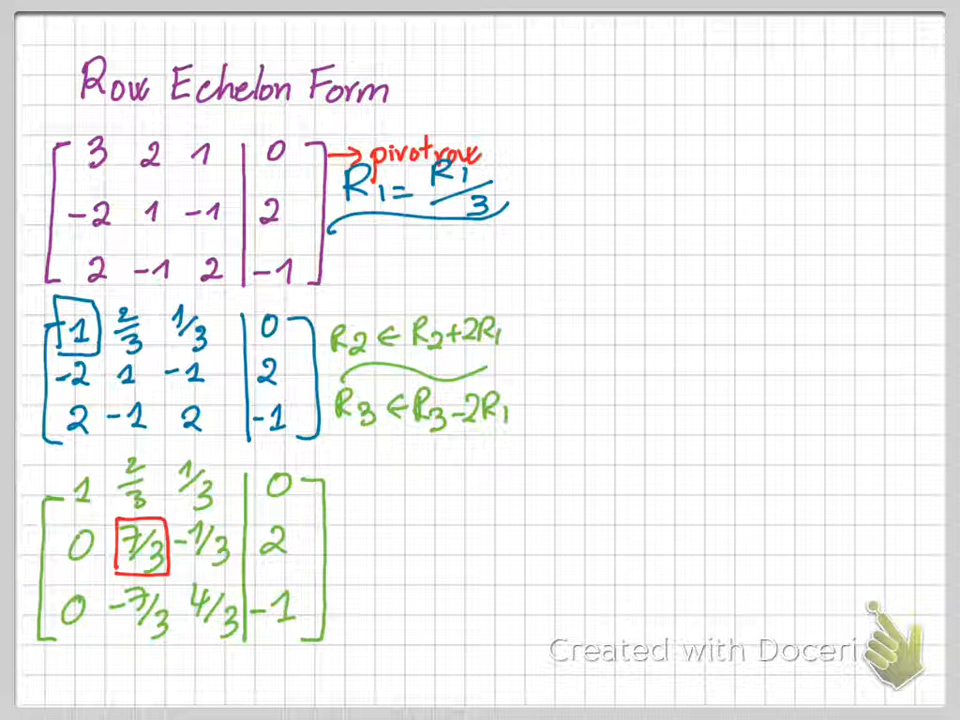 Row Echelon Form
3 2 1 | 0 → pivot row
R1 = R1/3
-2 1 -1 | 2
2 -1 2 | -1
1 2/3 1/3 | 0 R2 ← R2+2R1
-2 1 -1 | 2
2 -1 2 | -1 R3 ← R3-2R1
1 2/3 1/3 | 0
0 7/3 -1/3 | 2
0 -7/3 4/3 | -1
Created with Doceri